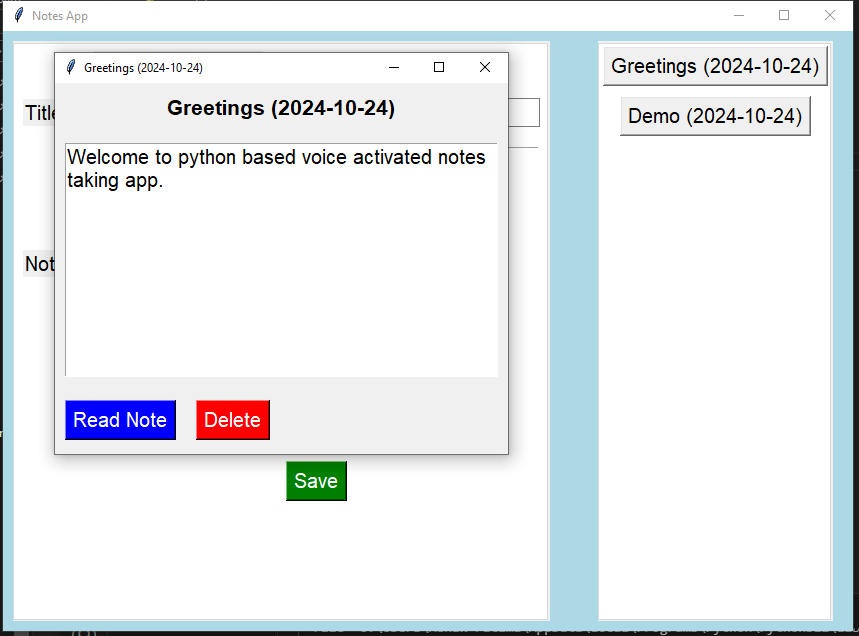 Notes App
Greetings (2024-10-24)
Greetings (2024-10-24)
Title
Welcome to python based voice activated notes
taking app.
Not
Read Note
Delete
Save
Greetings (2024-10-24)
Demo (2024-10-24)